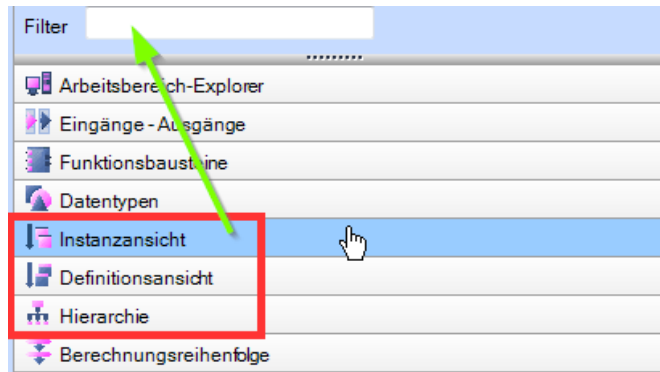 Filter
Arbeitsbereich-Explorer
Eingänge - Ausgänge
Funktionsbausteine
Datentypen
Instanzansicht
Definitionsansicht
Hierarchie
Berechnungsreihenfolge